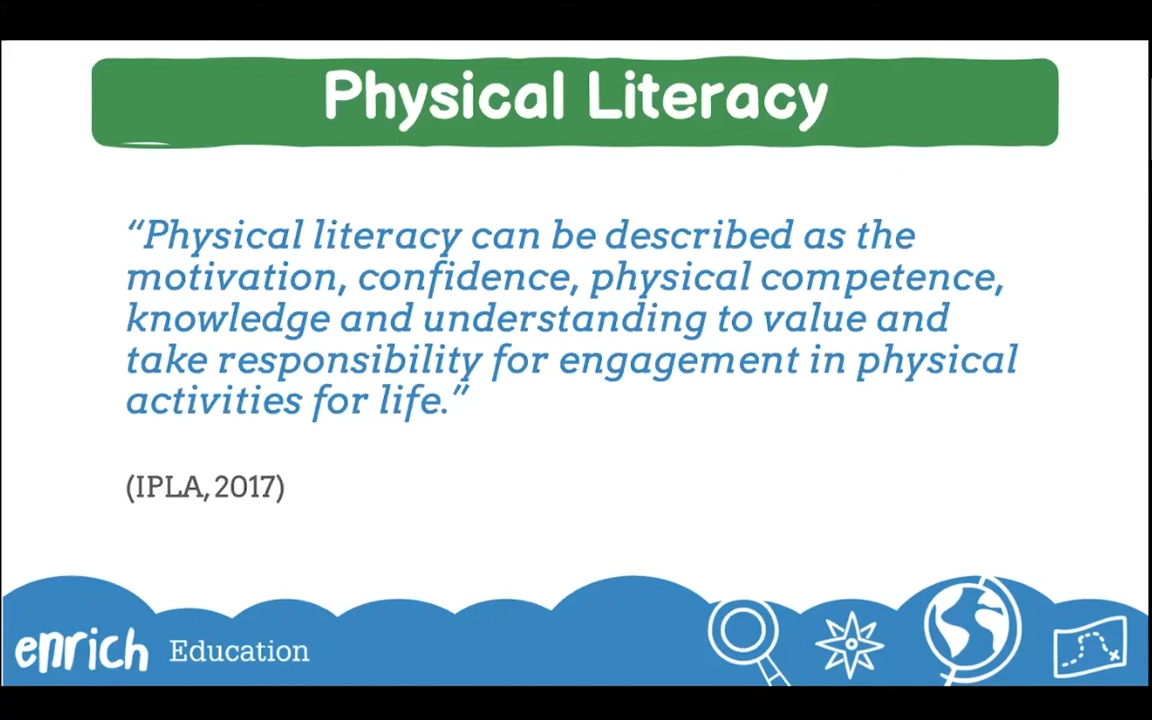 Physical Literacy
“Physical literacy can be described as the
motivation, confidence, physical competence,
knowledge and understanding to value and
take responsibility for engagement in physical
activities for life.”
(IPLA, 2017)
enrich Education